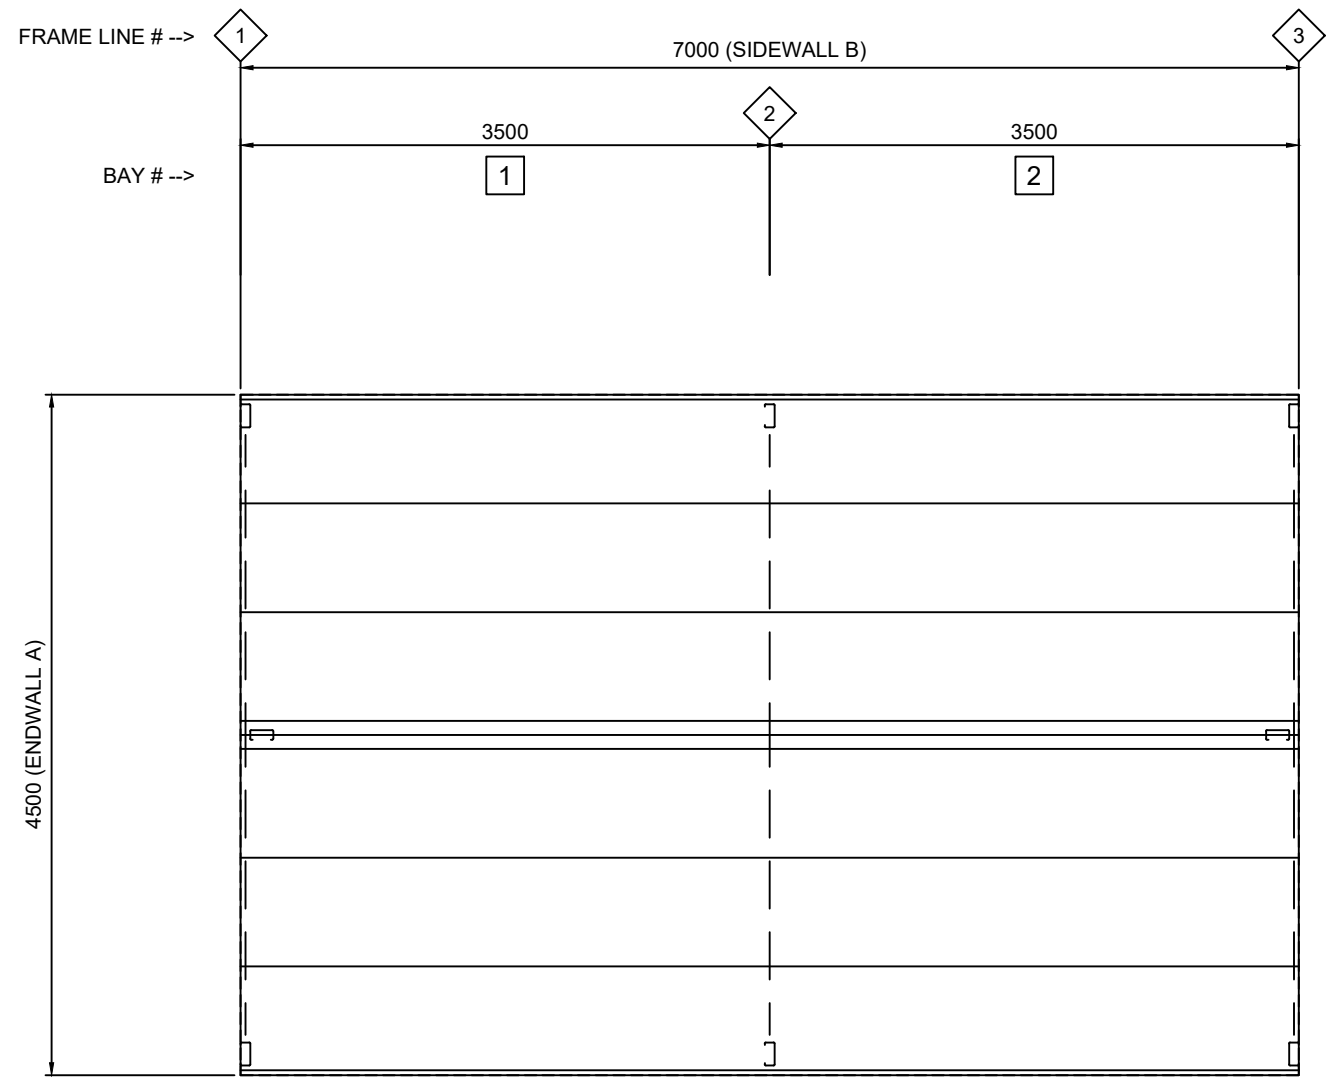 FRAME LINE # -->
1
3
7000 (SIDEWALL B)
2
3500
3500
BAY # -->
1
2
4500 (ENDWALL A)